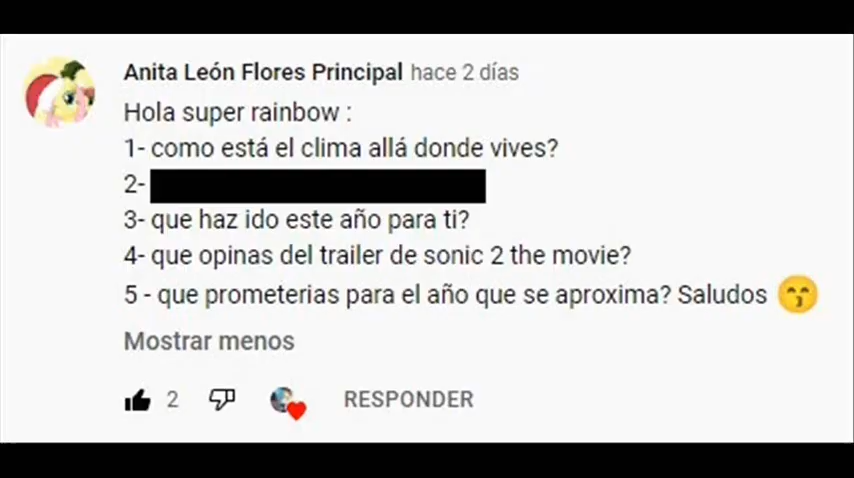 Anita León Flores Principal hace 2 días
Hola super rainbow :
1- como está el clima allá donde vives?
2-
3- que haz ido este año para ti?
4- que opinas del trailer de sonic 2 the movie?
5 - que prometerias para el año que se aproxima? Saludos 😙
Mostrar menos
2 RESPONDER